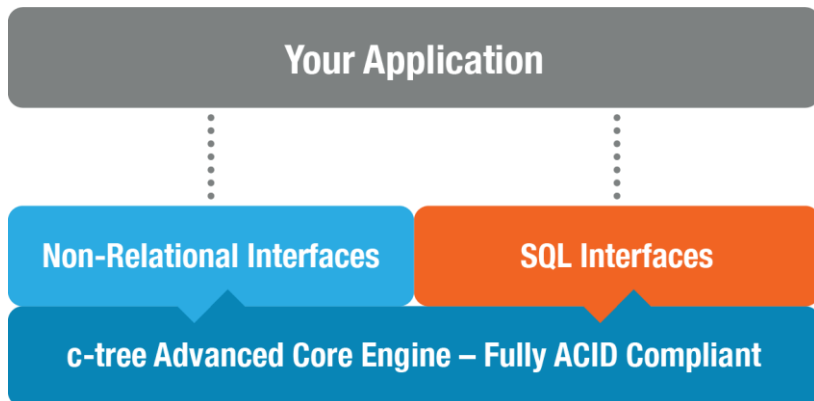 Your Application
Non-Relational Interfaces
SQL Interfaces
c-tree Advanced Core Engine – Fully ACID Compliant